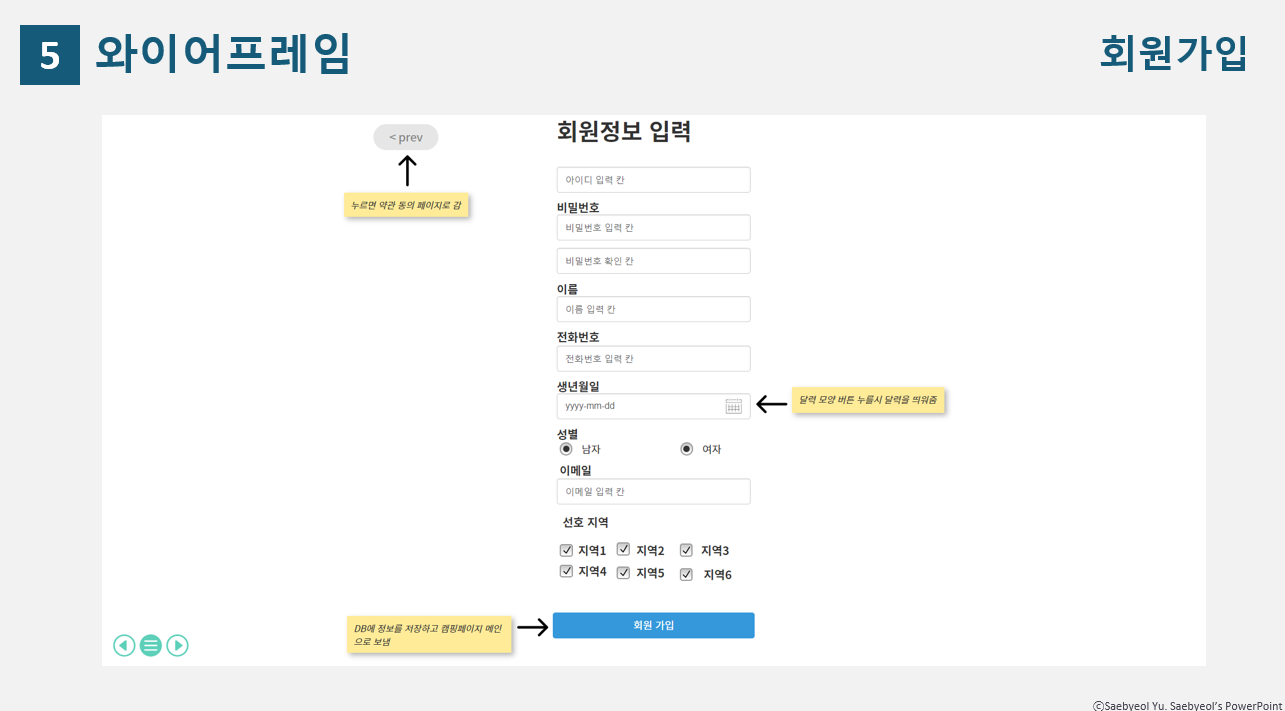 5 와이어프레임
회원가입
< prev
회원정보 입력
누르면 약관 동의 페이지로 감
아이디 입력 칸
비밀번호
비밀번호 입력 칸
비밀번호 확인 칸
이름
이름 입력 칸
전화번호
전화번호 입력 칸
생년월일
yyyy-mm-dd
달력 모양 버튼 누를시 달력을 띄워줌
성별
남자 여자
이메일
이메일 입력 칸
선호 지역
지역1 지역2 지역3
지역4 지역5 지역6
DB에 정보를 저장하고 캠핑페이지 메인
으로 보냄
회원 가입
ⓒSaebyeol Yu. Saebyeol's PowerPoint